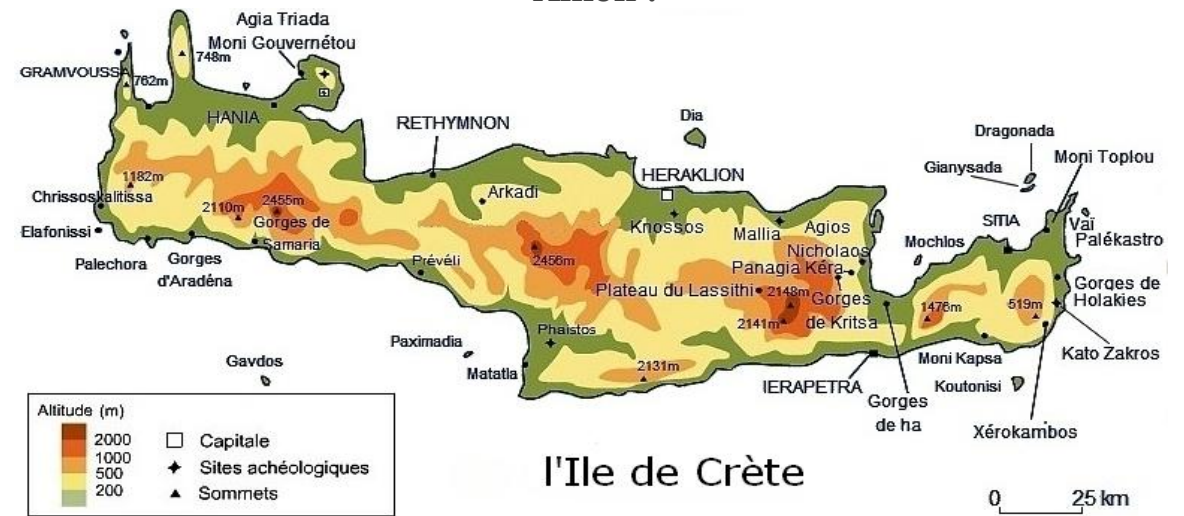 Agia Triada
Moni Gouvernétou
748m
GRAMVOUSSA
762m
HANIA
RETHYMNON
Dia
Dragonada
Gianysada
Moni Toplou
HERAKLION
1182m
Chrissoskalitissa
2110m
2455m
Gorges de
Samaria
Arkadi
Knossos
Mallia
Agios
Nicholaos
SITIA
Vaï
Palékastro
Mochlos
Elafonissi
Palechora
Gorges
d'Aradéna
Prévéli
2456m
Panagia Kéra
Plateau du Lassithi
2148m
Gorges
de Kritsa
2141m
1476m
519m
Gorges de
Holakies
Phaistos
Paximadia
Matatla
Gavdos
2131m
IERAPETRA
Gorges
de ha
Moni Kapsa
Koutonisi
Kato Zakros
Xérokambos
Altitude (m)
2000
1000
500
200
Capitale
Sites achéologiques
Sommets
l'Ile de Crète
0 25 km